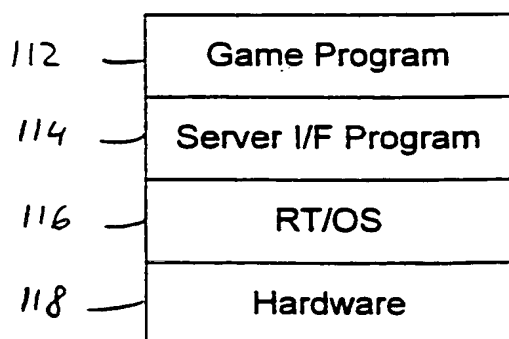 112 Game Program
114 Server I/F Program
116 RT/OS
118 Hardware